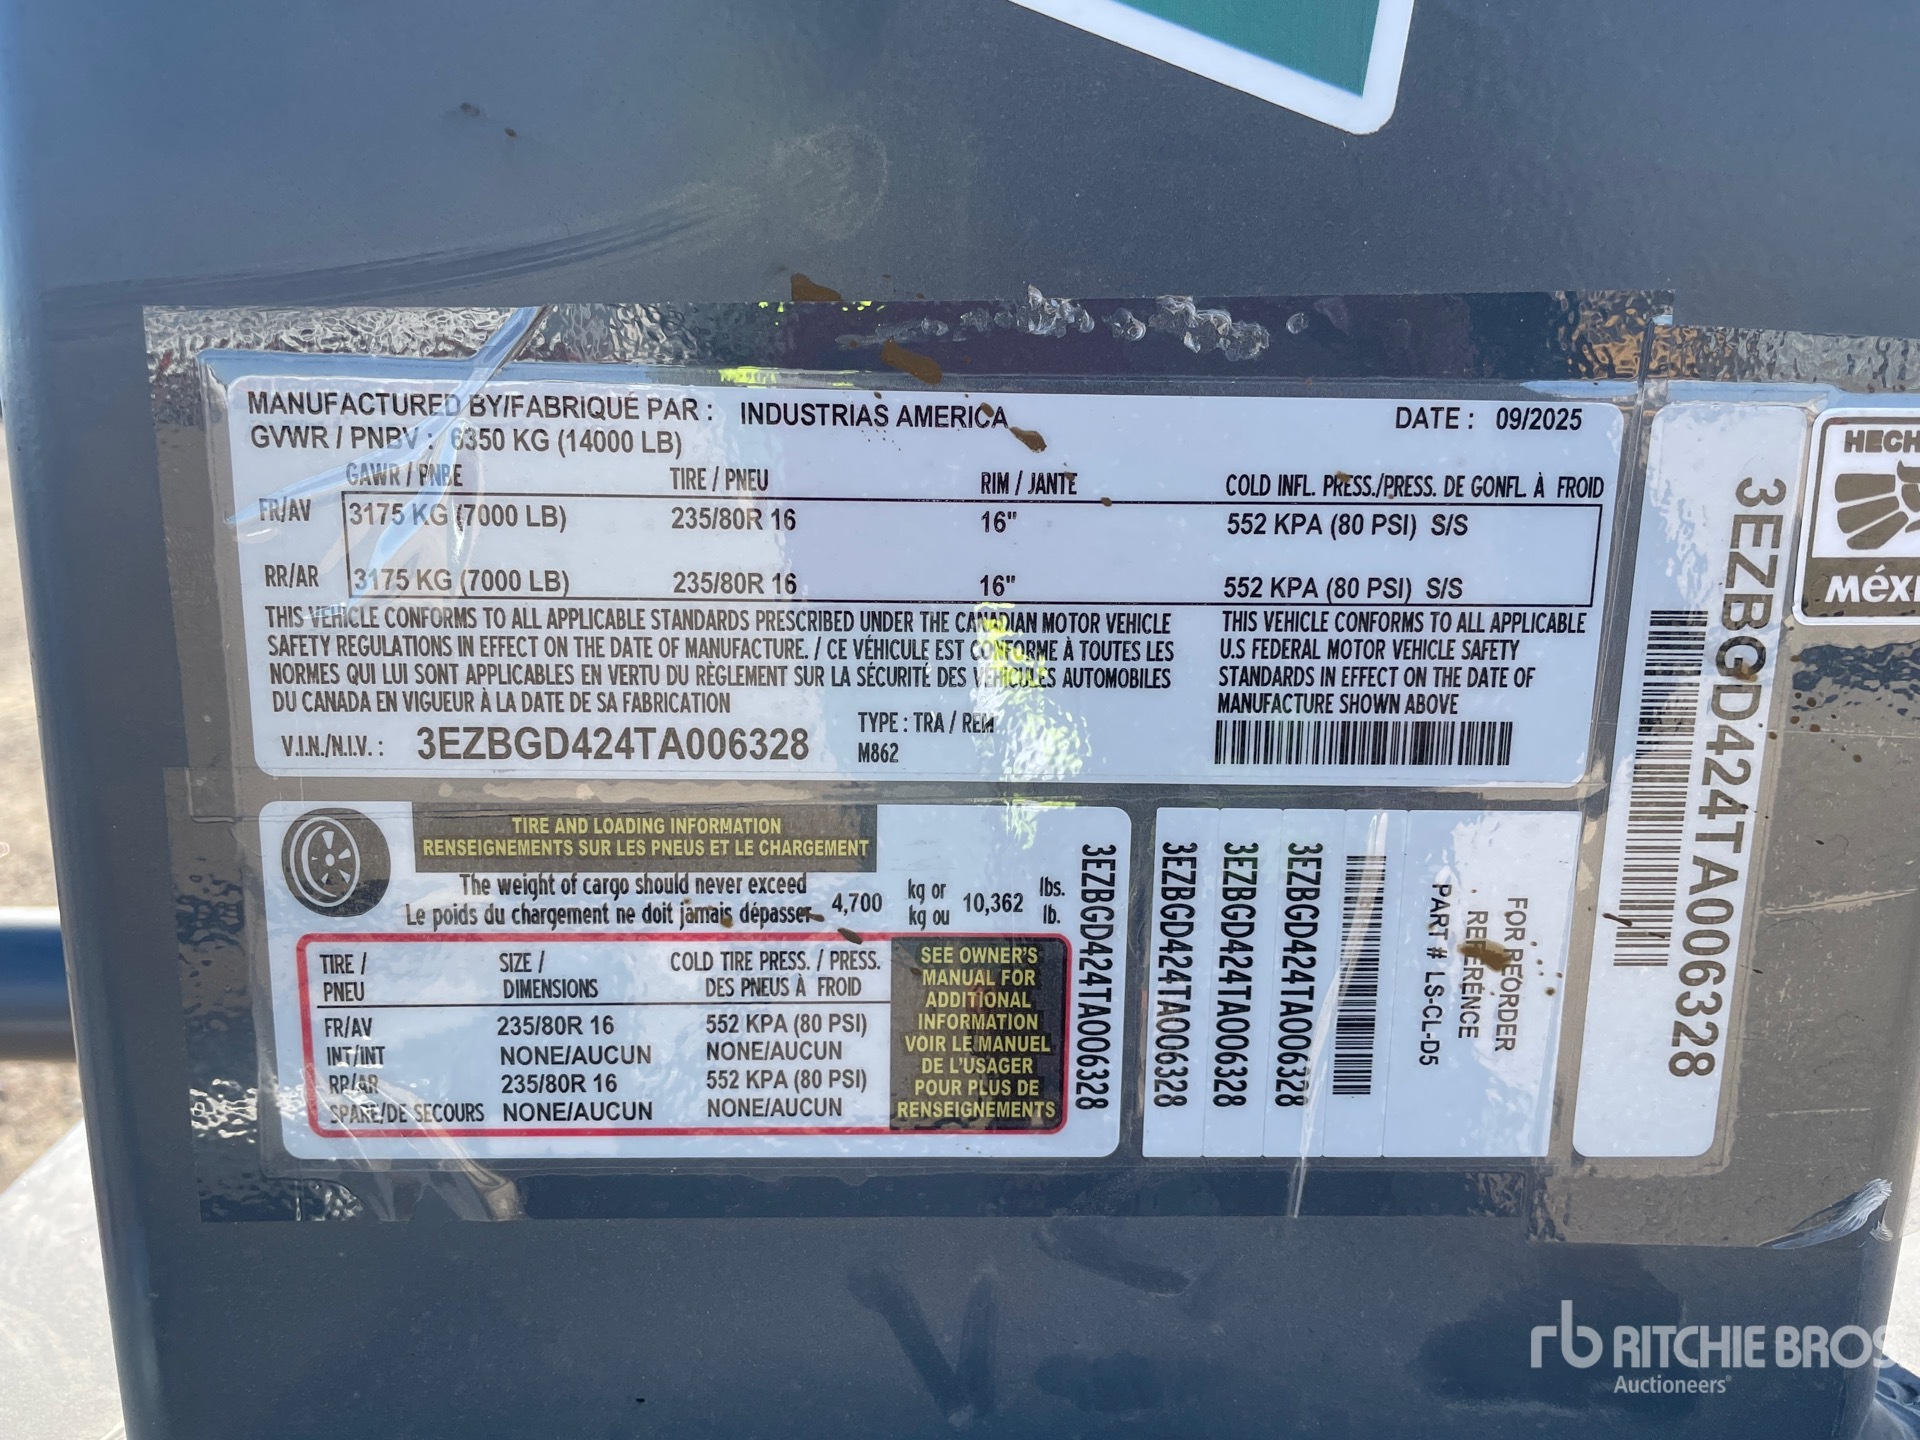 MANUFACTURED BY/FABRIQUÉ PAR : INDUSTRIAS AMERICA DATE : 09/2025
GVWR / PNBV : 6350 KG (14000 LB)
GAWR / PNBE TIRE / PNEU RIM / JANTE COLD INFL. PRESS./PRESS. DE GONFL. À FROID
FR/AV 3175 KG (7000 LB) 235/80R 16 16" 552 KPA (80 PSI) S/S
RR/AR 3175 KG (7000 LB) 235/80R 16 16" 552 KPA (80 PSI) S/S
THIS VEHICLE CONFORMS TO ALL APPLICABLE STANDARDS PRESCRIBED UNDER THE CANADIAN MOTOR VEHICLE
SAFETY REGULATIONS IN EFFECT ON THE DATE OF MANUFACTURE. / CE VÉHICULE EST CONFORME À TOUTES LES
NORMES QUI LUI SONT APPLICABLES EN VERTU DU RÈGLEMENT SUR LA SÉCURITÉ DES VÉHICULES AUTOMOBILES
DU CANADA EN VIGUEUR À LA DATE DE SA FABRICATION
THIS VEHICLE CONFORMS TO ALL APPLICABLE
U.S FEDERAL MOTOR VEHICLE SAFETY
STANDARDS IN EFFECT ON THE DATE OF
MANUFACTURE SHOWN ABOVE
V.I.N./N.I.V. : 3EZBGD424TA006328
TYPE : TRA / REM
M862
TIRE AND LOADING INFORMATION
RENSEIGNEMENTS SUR LES PNEUS ET LE CHARGEMENT
The weight of cargo should never exceed
Le poids du chargement ne doit jamais dépasser
4,700 kg or 10,362 lbs.
kg ou lb.
TIRE / SIZE / COLD TIRE PRESS. / PRESS.
PNEU DIMENSIONS DES PNEUS À FROID
FR/AV 235/80R 16 552 KPA (80 PSI)
INT/INT NONE/AUCUN NONE/AUCUN
RR/AR 235/80R 16 552 KPA (80 PSI)
SPARE/DE SECOURS NONE/AUCUN NONE/AUCUN
SEE OWNER'S
MANUAL FOR
ADDITIONAL
INFORMATION
VOIR LE MANUEL
DE L'USAGER
POUR PLUS DE
RENSEIGNEMENTS
3EZBGD424TA006328
3EZBGD424TA006328
3EZBGD424TA006328
3EZBGD424TA006328
FOR REORDER
REFERENCE
PART # LS-CL-D5
3EZBGD424TA006328
HECH
MÉXI
rb RITCHIE BROS
Auctioneers